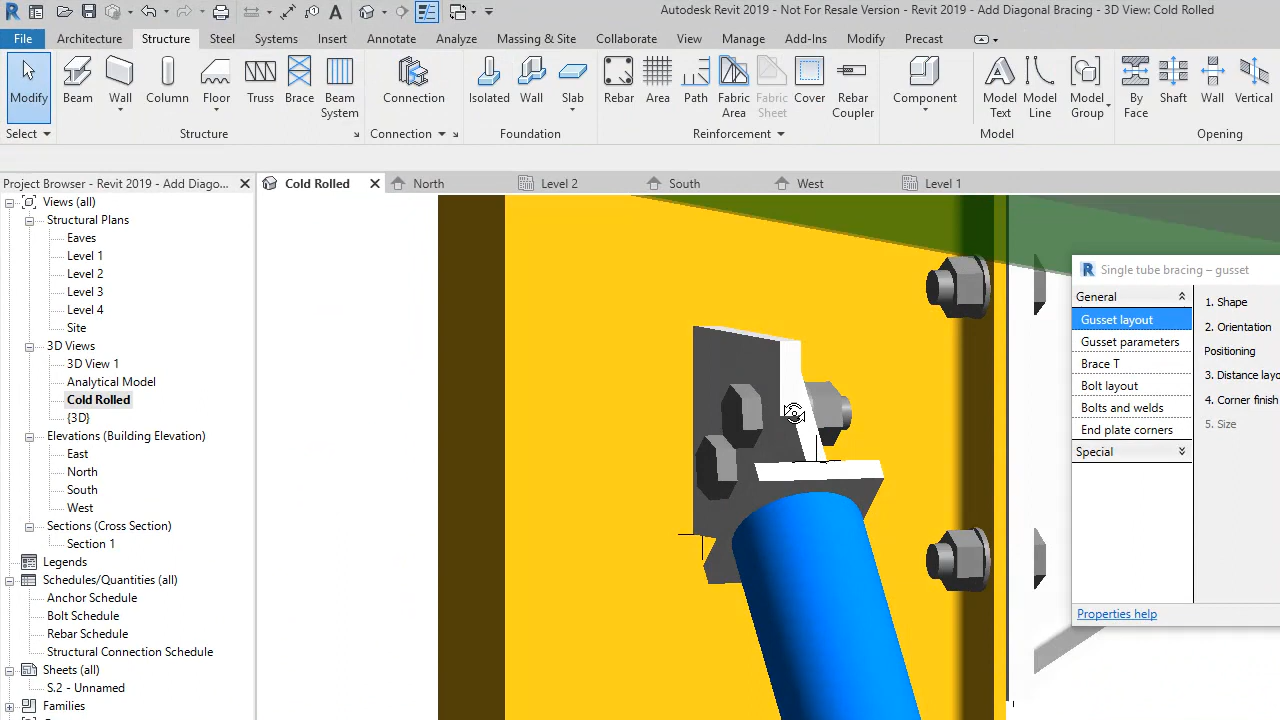 Autodesk Revit 2019 - Not For Resale Version - Revit 2019 - Add Diagonal Bracing - 3D View: Cold Rolled
File Architecture Structure Steel Systems Insert Annotate Analyze Massing & Site Collaborate View Manage Add-Ins Modify Precast
Modify Beam Wall Column Floor Truss Brace Beam System Connection Isolated Wall Slab Rebar Area Path Fabric Area Fabric Sheet Cover Rebar Coupler Component Model Text Model Line Model Group By Face Shaft Wall Vertical
Select Structure Connection Foundation Reinforcement Model Opening
Project Browser - Revit 2019 - Add Diago...
Cold Rolled North Level 2 South West Level 1
Views (all)
Structural Plans
Eaves
Level 1
Level 2
Level 3
Level 4
Site
3D Views
3D View 1
Analytical Model
Cold Rolled
{3D}
Elevations (Building Elevation)
East
North
South
West
Sections (Cross Section)
Section 1
Legends
Schedules/Quantities (all)
Anchor Schedule
Bolt Schedule
Rebar Schedule
Structural Connection Schedule
Sheets (all)
S.2 - Unnamed
Families
Single tube bracing – gusset
General
Gusset layout
Gusset parameters
Brace T
Bolt layout
Bolts and welds
End plate corners
Special
1. Shape
2. Orientation
Positioning
3. Distance layo
4. Corner finish
5. Size
Properties help